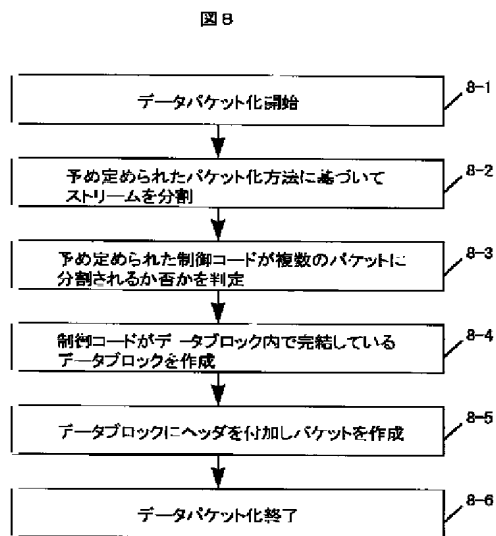 図8
データパケット化開始
8-1
予め定められたパケット化方法に基づいて
ストリームを分割
8-2
予め定められた制御コードが複数のパケットに
分割されるか否かを判定
8-3
制御コードがデータブロック内で完結している
データブロックを作成
8-4
データブロックにヘッダを付加しパケットを作成
8-5
データパケット化終了
8-6